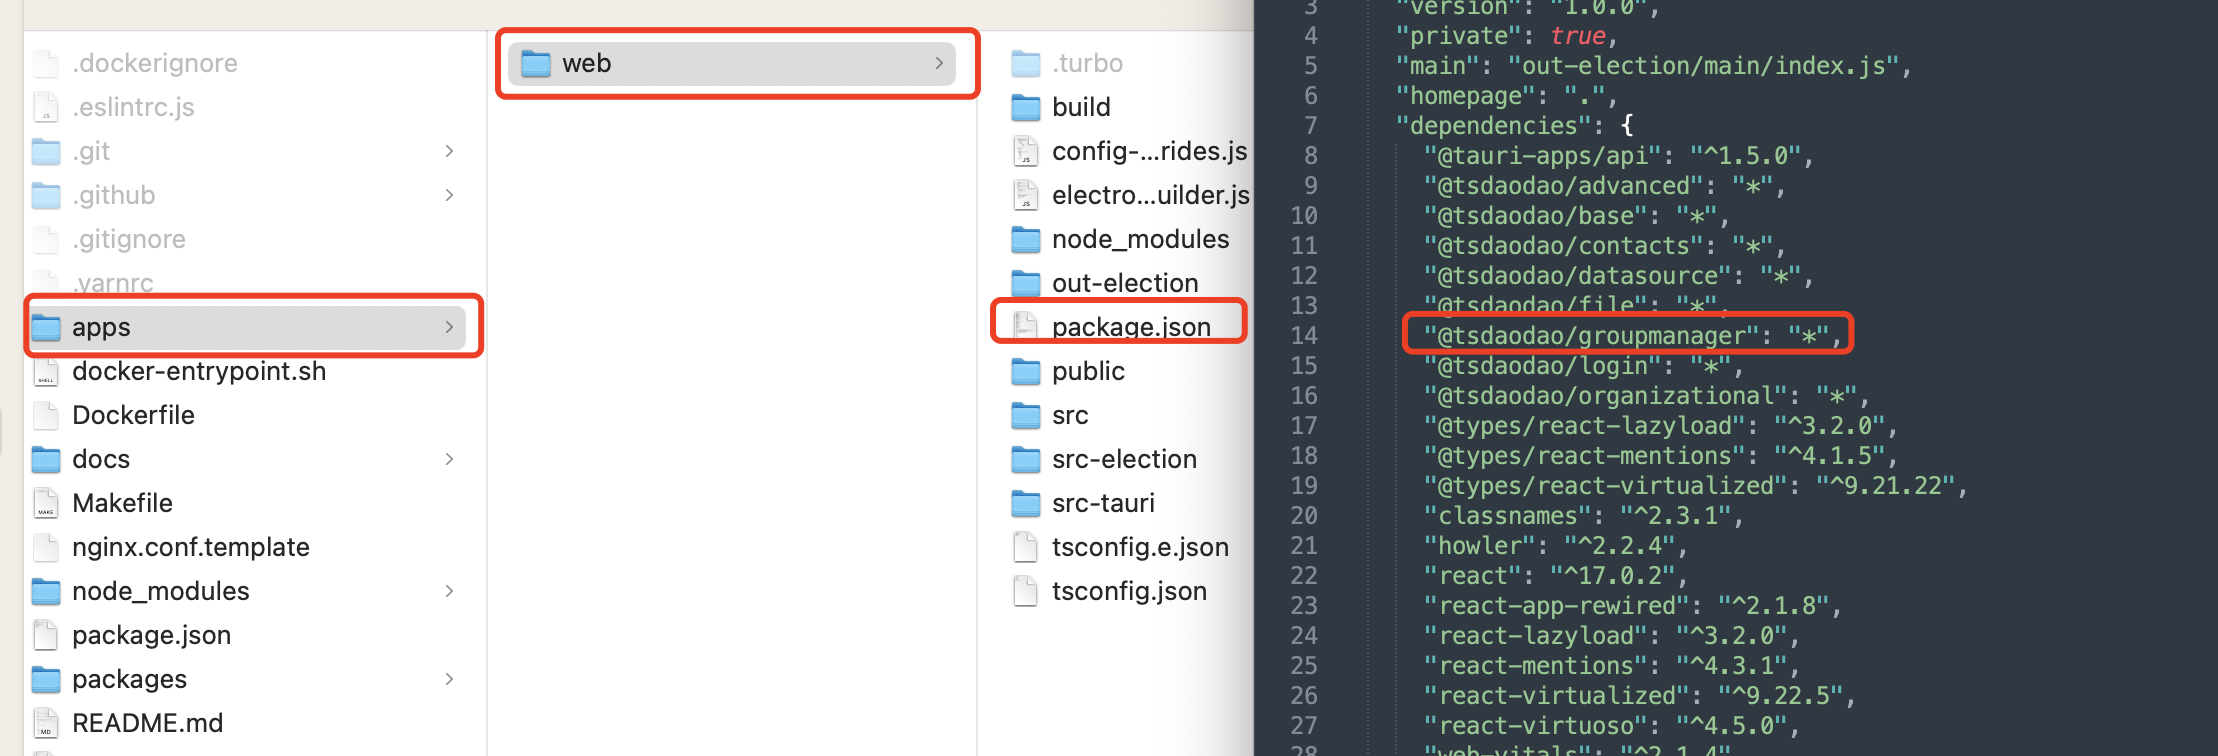 .dockerignore
.eslintrc.js
.git
.github
.gitignore
.yarnrc
apps
docker-entrypoint.sh
Dockerfile
docs
Makefile
nginx.conf.template
node_modules
package.json
packages
README.md
web
.turbo
build
config-...rides.js
electro...uilder.js
node_modules
out-election
package.json
public
src
src-election
src-tauri
tsconfig.e.json
tsconfig.json
3 "version": "1.0.0",
4 "private": true,
5 "main": "out-election/main/index.js",
6 "homepage": ".",
7 "dependencies": {
8 "@tauri-apps/api": "^1.5.0",
9 "@tsdaodao/advanced": "*",
10 "@tsdaodao/base": "*",
11 "@tsdaodao/contacts": "*",
12 "@tsdaodao/datasource": "*",
13 "@tsdaodao/file": "*",
14 "@tsdaodao/groupmanager": "*",
15 "@tsdaodao/login": "*",
16 "@tsdaodao/organizational": "*",
17 "@types/react-lazyload": "^3.2.0",
18 "@types/react-mentions": "^4.1.5",
19 "@types/react-virtualized": "^9.21.22",
20 "classnames": "^2.3.1",
21 "howler": "^2.2.4",
22 "react": "^17.0.2",
23 "react-app-rewired": "^2.1.8",
24 "react-lazyload": "^3.2.0",
25 "react-mentions": "^4.3.1",
26 "react-virtualized": "^9.22.5",
27 "react-virtuoso": "^4.5.0",
28 "web-vitals": "^2.1.4"